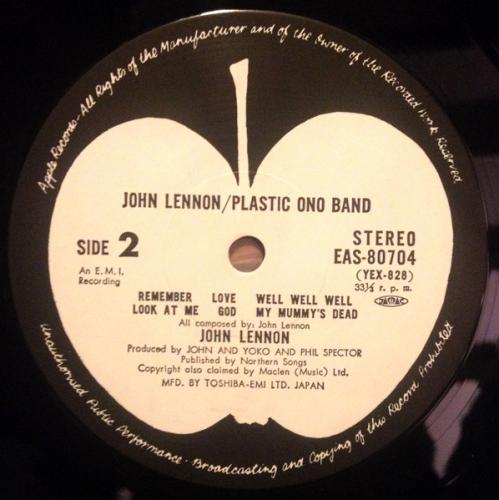 Apple Records - All Rights of the Manufacturer and of the Owner of the Recorded Work Reserved
JOHN LENNON/PLASTIC ONO BAND
SIDE 2
An E.M.I.
Recording
STEREO
EAS-80704
(YEX-828)
33⅓ r. p. m.
JASRAC
REMEMBER LOVE WELL WELL WELL
LOOK AT ME GOD MY MUMMY'S DEAD
All composed by: John Lennon
JOHN LENNON
Produced by JOHN AND YOKO AND PHIL SPECTOR
Published by Northern Songs
Copyright also claimed by Maclen (Music) Ltd.
MFD. BY TOSHIBA-EMI LTD. JAPAN
Unauthorised Public Performance · Broadcasting and Copying of this Record Prohibited